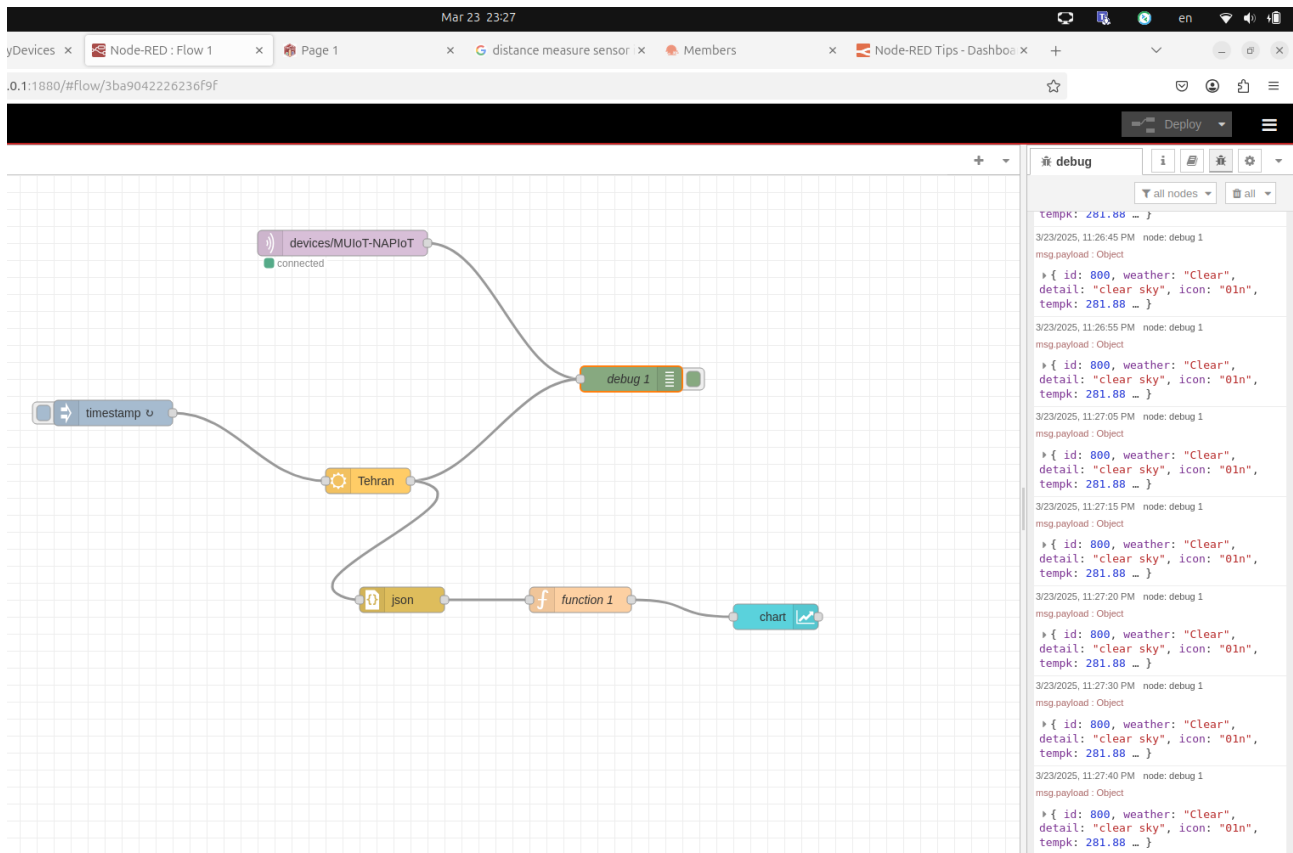 Mar 23 23:27
en
yDevices
Node-RED : Flow 1
Page 1
distance measure sensor
Members
Node-RED Tips - Dashboa
.0.1:1880/#flow/3ba9042226236f9f
Deploy
debug
i
all nodes
all
devices/MUIoT-NAPIoT
connected
debug 1
timestamp ↻
Tehran
json
function 1
chart
tempk: 281.88 … }
3/23/2025, 11:26:45 PM node: debug 1
msg.payload : Object
{ id: 800, weather: "Clear",
detail: "clear sky", icon: "01n",
tempk: 281.88 … }
3/23/2025, 11:26:55 PM node: debug 1
msg.payload : Object
{ id: 800, weather: "Clear",
detail: "clear sky", icon: "01n",
tempk: 281.88 … }
3/23/2025, 11:27:05 PM node: debug 1
msg.payload : Object
{ id: 800, weather: "Clear",
detail: "clear sky", icon: "01n",
tempk: 281.88 … }
3/23/2025, 11:27:15 PM node: debug 1
msg.payload : Object
{ id: 800, weather: "Clear",
detail: "clear sky", icon: "01n",
tempk: 281.88 … }
3/23/2025, 11:27:20 PM node: debug 1
msg.payload : Object
{ id: 800, weather: "Clear",
detail: "clear sky", icon: "01n",
tempk: 281.88 … }
3/23/2025, 11:27:30 PM node: debug 1
msg.payload : Object
{ id: 800, weather: "Clear",
detail: "clear sky", icon: "01n",
tempk: 281.88 … }
3/23/2025, 11:27:40 PM node: debug 1
msg.payload : Object
{ id: 800, weather: "Clear",
detail: "clear sky", icon: "01n",
tempk: 281.88 … }